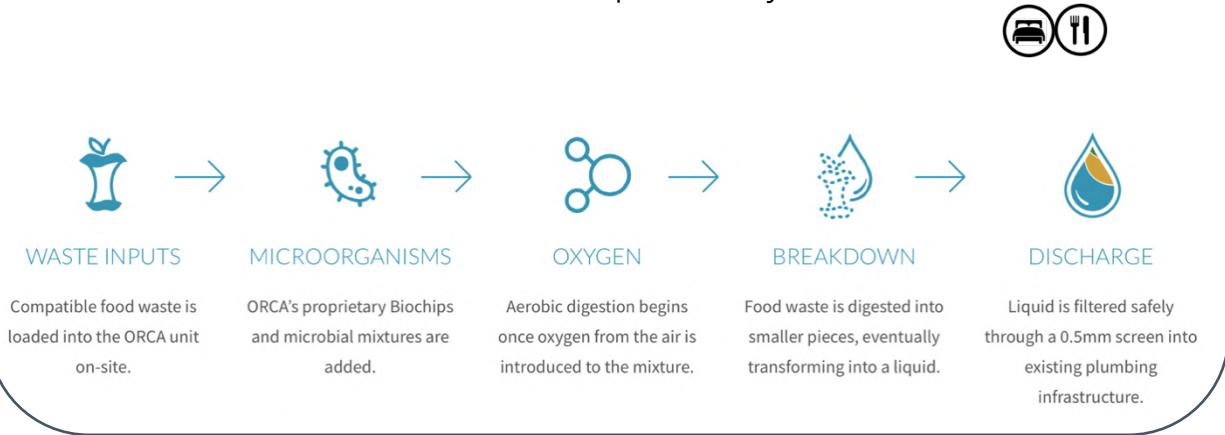 WASTE INPUTS
Compatible food waste is
loaded into the ORCA unit
on-site.
MICROORGANISMS
ORCA's proprietary Biochips
and microbial mixtures are
added.
OXYGEN
Aerobic digestion begins
once oxygen from the air is
introduced to the mixture.
BREAKDOWN
Food waste is digested into
smaller pieces, eventually
transforming into a liquid.
DISCHARGE
Liquid is filtered safely
through a 0.5mm screen into
existing plumbing
infrastructure.